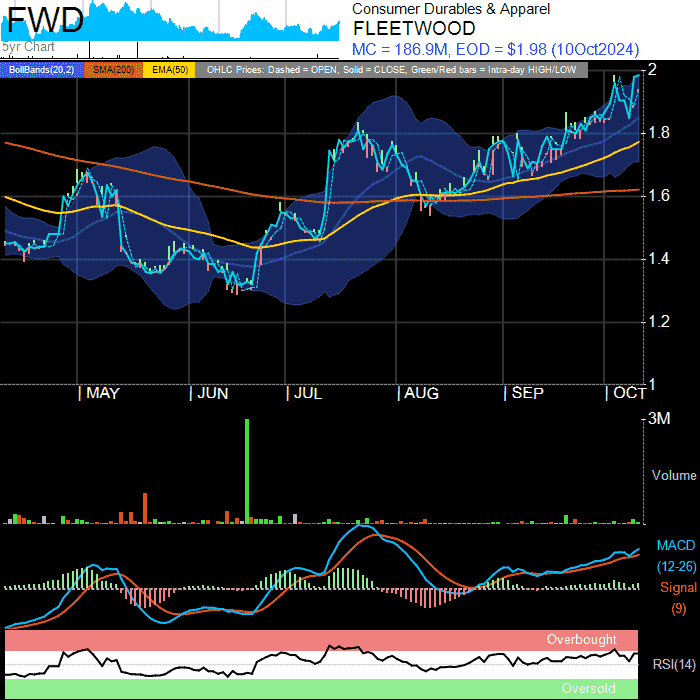 FWD
5yr Chart
Consumer Durables & Apparel
FLEETWOOD
MC = 186.9M, EOD = $1.98 (10Oct2024)
BollBands(20,2) SMA(200) EMA(50) OHLC Prices: Dashed = OPEN, Solid = CLOSE, Green/Red bars = Intra-day HIGH/LOW
2
1.8
1.6
1.4
1.2
1
| MAY | JUN | JUL | AUG | SEP | OCT
3M
Volume
MACD
(12-26)
Signal
(9)
Overbought
RSI(14)
Oversold